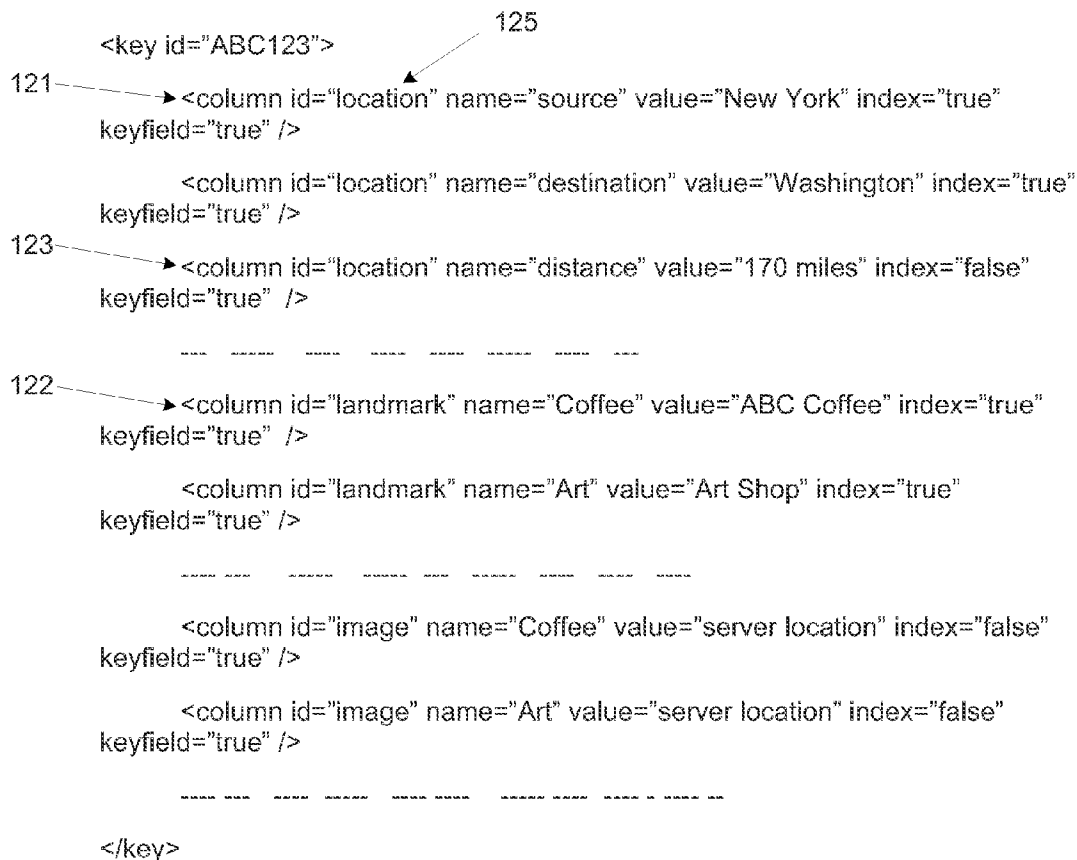 125
<key id="ABC123">
121
<column id="location" name="source" value="New York" index="true"
keyfield="true" />
<column id="location" name="destination" value="Washington" index="true"
keyfield="true" />
123
<column id="location" name="distance" value="170 miles" index="false"
keyfield="true" />
122
<column id="landmark" name="Coffee" value="ABC Coffee" index="true"
keyfield="true" />
<column id="landmark" name="Art" value="Art Shop" index="true"
keyfield="true" />
<column id="image" name="Coffee" value="server location" index="false"
keyfield="true" />
<column id="image" name="Art" value="server location" index="false"
keyfield="true" />
</key>